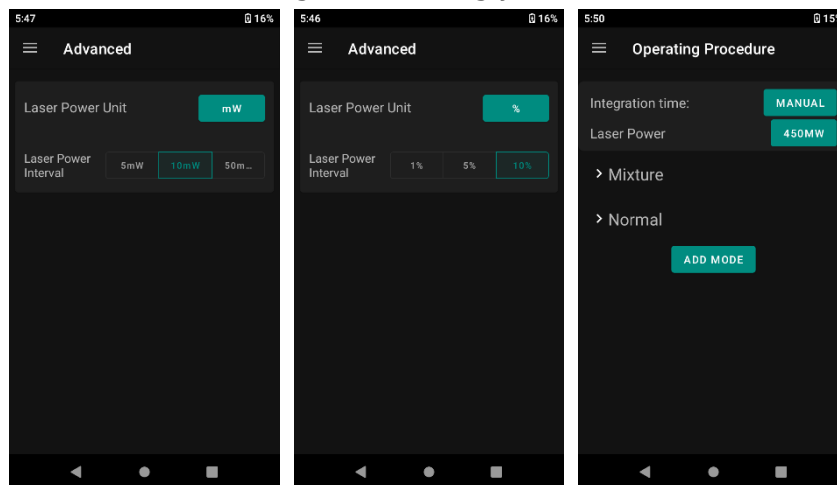 5:47 16%
Advanced
Laser Power Unit mW
Laser Power Interval 5mW 10mW 50m...
5:46 16%
Advanced
Laser Power Unit %
Laser Power Interval 1% 5% 10%
5:50 15%
Operating Procedure
Integration time: MANUAL
Laser Power 450MW
Mixture
Normal
ADD MODE